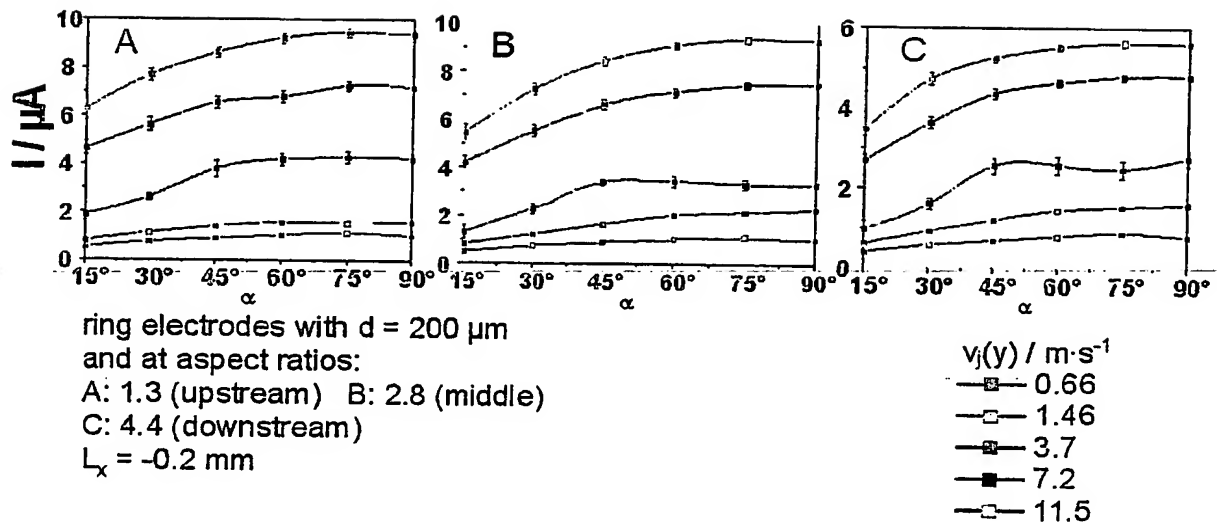 A
B
C
I / µA
10
8
6
4
2
0
15° 30° 45° 60° 75° 90°
α
10
8
6
4
2
0
15° 30° 45° 60° 75° 90°
α
6
4
2
0
15° 30° 45° 60° 75° 90°
α
ring electrodes with d = 200 µm
and at aspect ratios:
A: 1.3 (upstream) B: 2.8 (middle)
C: 4.4 (downstream)
Lx = -0.2 mm
vj(y) / m·s⁻¹
0.66
1.46
3.7
7.2
11.5